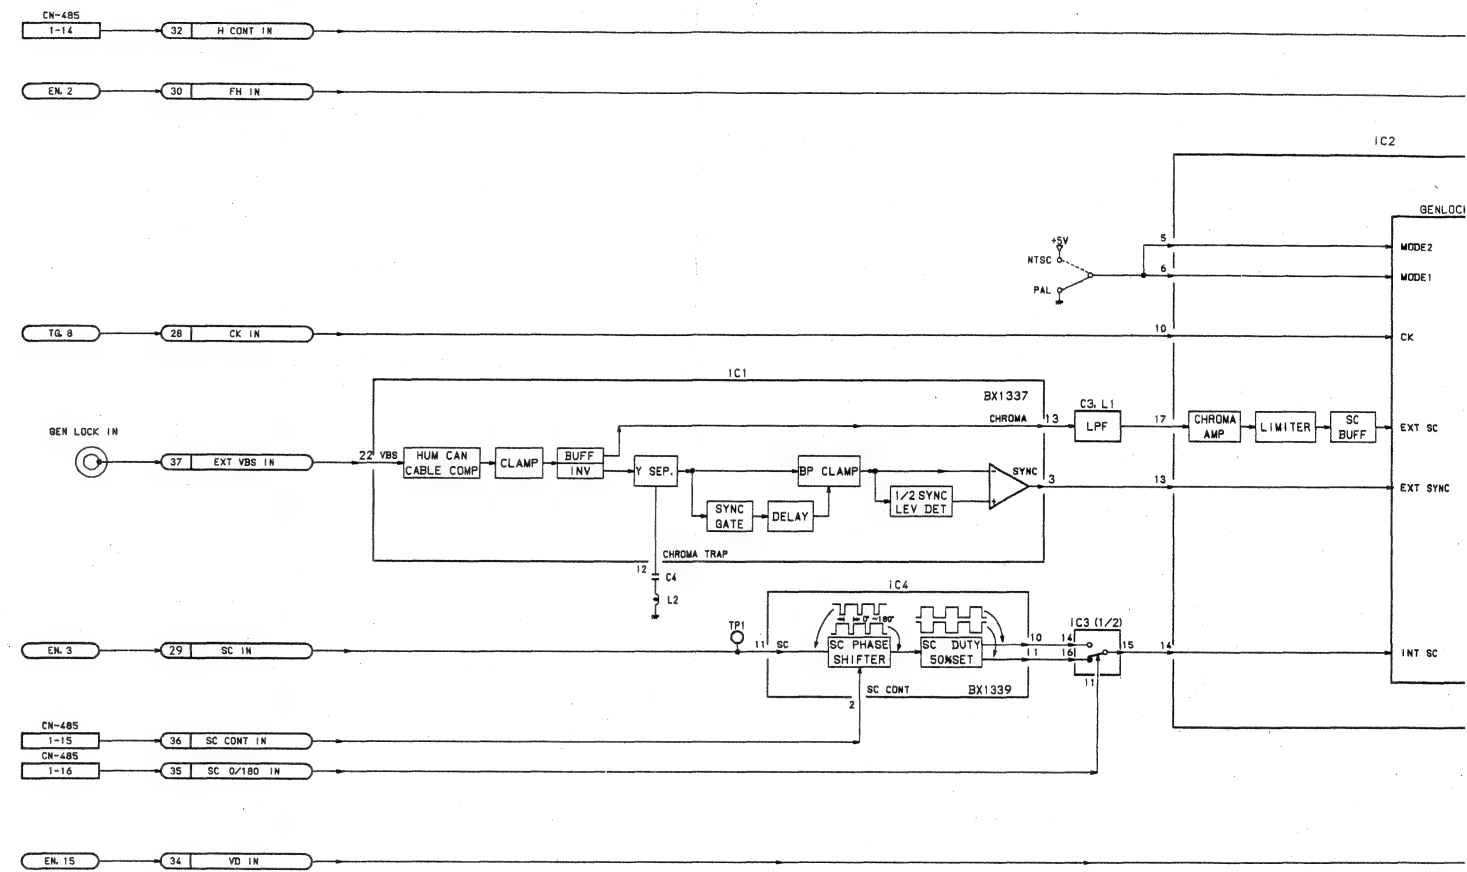 CN-485
1-14
32 H CONT IN
EN. 2
30 FH IN
IC2
GENLOCK
+5V
NTSC
PAL
5
MODE2
6
MODE1
TG. 8
28 CK IN
10
CK
IC1
BX1337
GEN LOCK IN
37 EXT VBS IN
22 VBS
HUM CAN
CABLE COMP
CLAMP
BUFF
INV
Y SEP.
SYNC
GATE
DELAY
BP CLAMP
1/2 SYNC
LEV DET
-
+
SYNC
3
13
EXT SYNC
CHROMA
13
C3, L1
LPF
17
CHROMA
AMP
LIMITER
SC
BUFF
EXT SC
CHROMA TRAP
12
C4
L2
IC4
TP1
EN. 3
29 SC IN
11 SC
0°~180°
SC PHASE
SHIFTER
SC DUTY
50%SET
SC CONT
BX1339
2
10
11
IC3 (1/2)
14
16
15
11
14
INT SC
CN-485
1-15
36 SC CONT IN
CN-485
1-16
35 SC 0/180 IN
EN. 15
34 VD IN